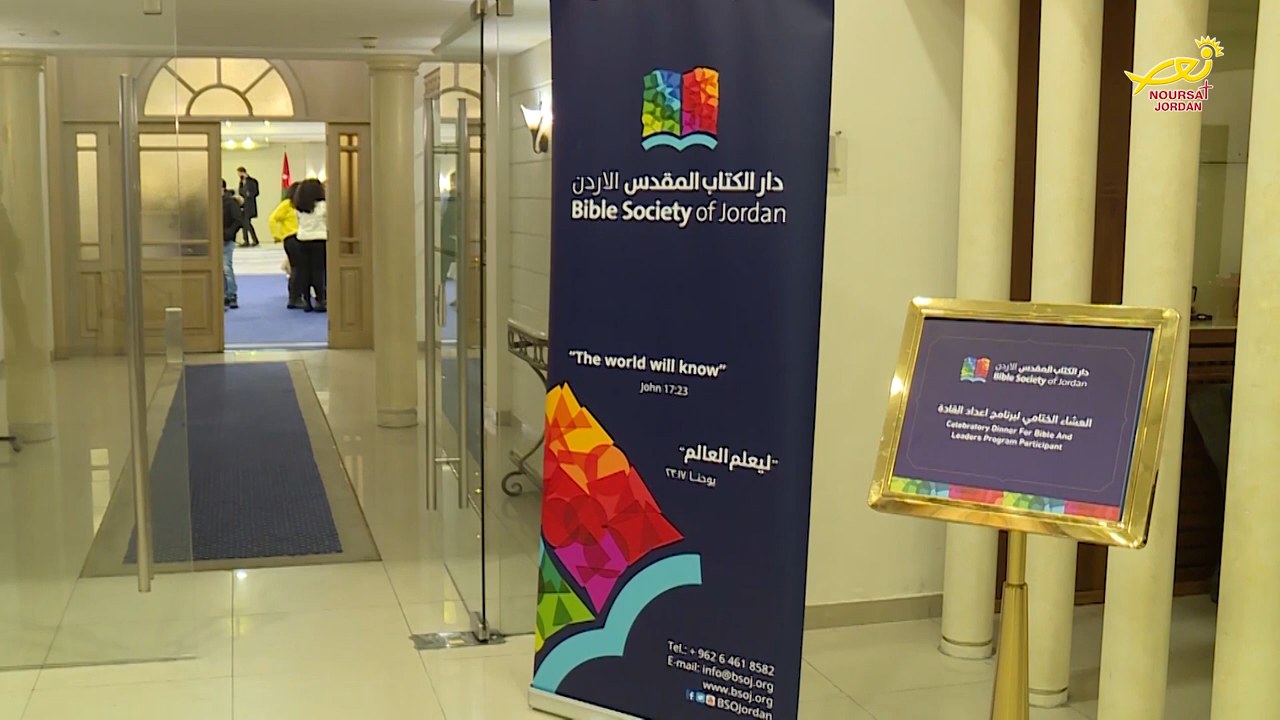 دار الكتاب المقدس الاردن
Bible Society of Jordan
“The world will know”
John 17:23
"ليعلم العالم"
يوحنا ٢٣:١٧
Tel.: + 962 6 461 8582
E-mail: info@bsoj.org
www.bsoj.org
BSOJordan
دار الكتاب المقدس الاردن
Bible Society of Jordan
العشاء الختامي لبرنامج اعداد القادة
Celebratory Dinner For Bible And
Leaders Program Participant
NOURSAT
JORDAN